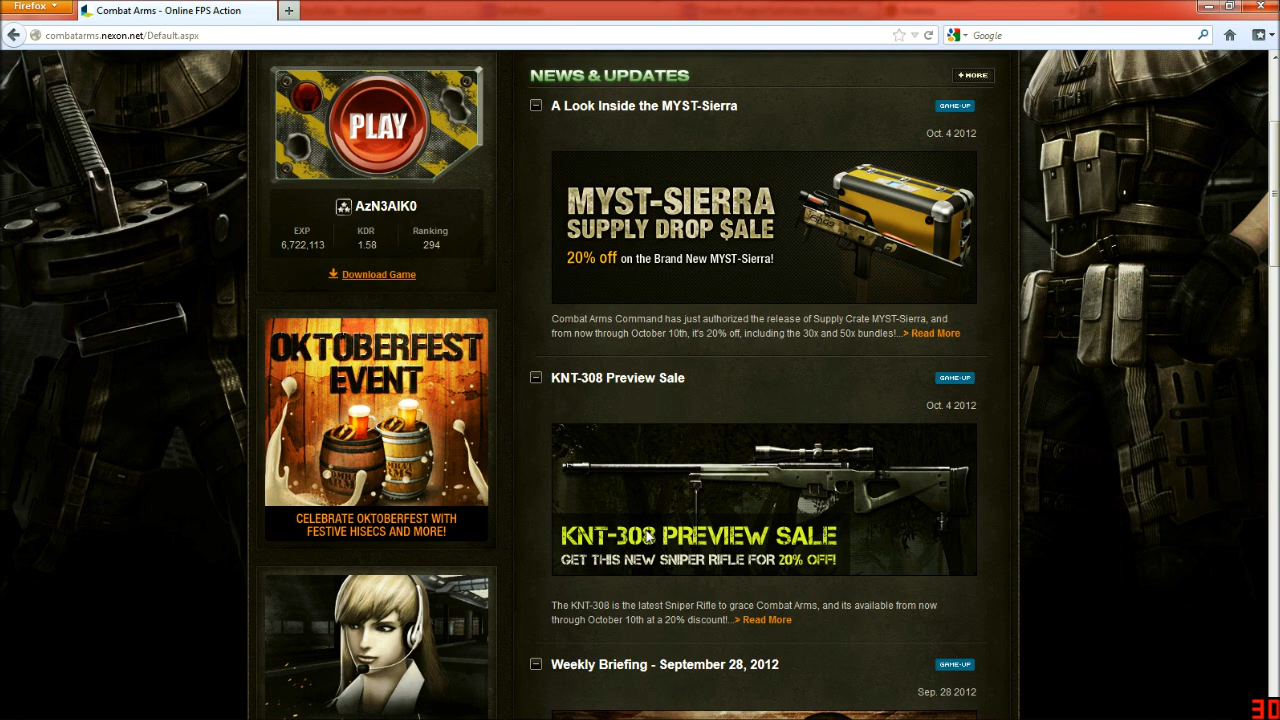 Firefox
Combat Arms - Online FPS Action
combatarms.nexon.net/Default.aspx
Google
PLAY
AzN3AlK0
EXP
KDR
Ranking
6,722,113
1.58
294
Download Game
OKTOBERFEST
EVENT
COMBAT
ARMS
CELEBRATE OKTOBERFEST WITH
FESTIVE HISECS AND MORE!
NEWS & UPDATES
+ MORE
A Look Inside the MYST-Sierra
GAME-UP
Oct. 4 2012
MYST-SIERRA
SUPPLY DROP $ALE
20% off on the Brand New MYST-Sierra!
Combat Arms Command has just authorized the release of Supply Crate MYST-Sierra, and
from now through October 10th, it's 20% off, including the 30x and 50x bundles!...> Read More
KNT-308 Preview Sale
GAME-UP
Oct. 4 2012
KNT-308 PREVIEW SALE
GET THIS NEW SNIPER RIFLE FOR 20% OFF!
The KNT-308 is the latest Sniper Rifle to grace Combat Arms, and its available from now
through October 10th at a 20% discount!...> Read More
Weekly Briefing - September 28, 2012
GAME-UP
Sep. 28 2012
30